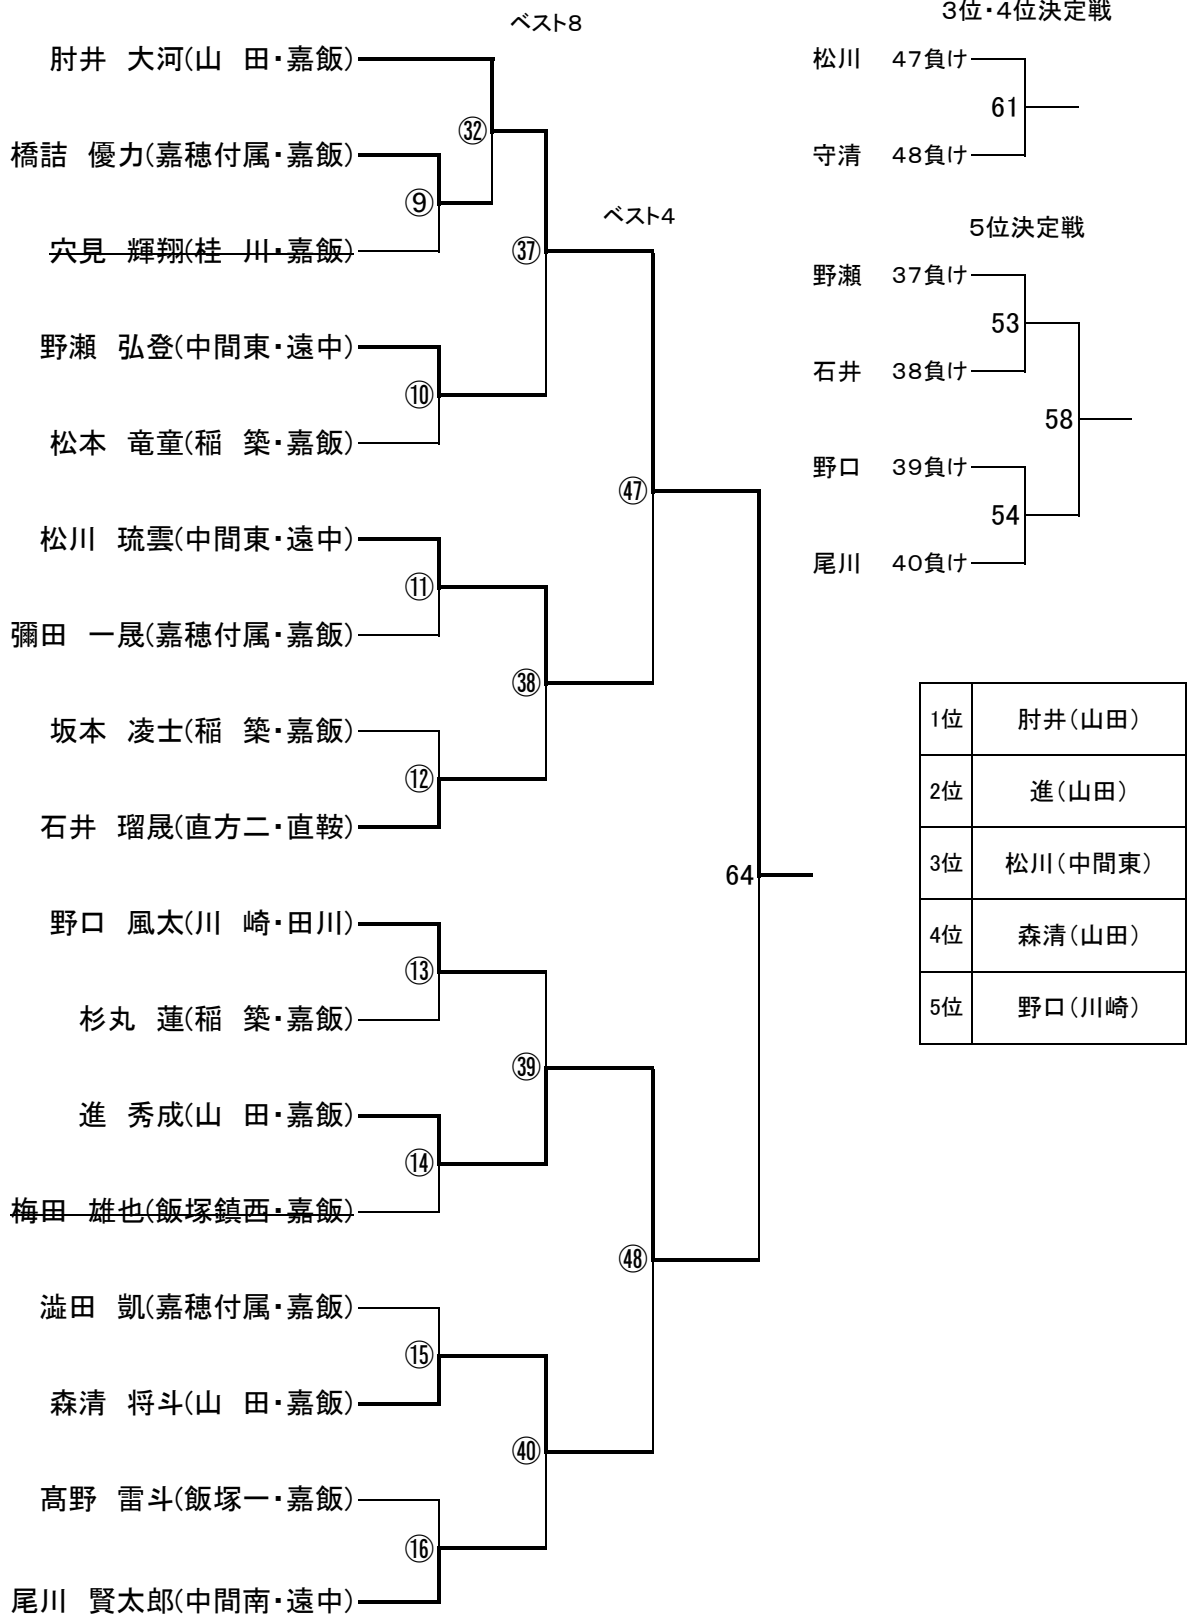 ベスト8
肘井　大河(山　田・嘉飯)
㉜
橋詰　優力(嘉穂付属・嘉飯)
⑨
穴見　輝翔(桂　川・嘉飯)
ベスト4
㊲
野瀬　弘登(中間東・遠中)
⑩
松本　竜童(稲　築・嘉飯)
㊼
松川　琉雲(中間東・遠中)
⑪
彌田　一晟(嘉穂付属・嘉飯)
㊳
坂本　凌士(稲　築・嘉飯)
⑫
石井　瑠晟(直方二・直鞍)
64
野口　風太(川　崎・田川)
⑬
杉丸　蓮(稲　築・嘉飯)
㊴
進　秀成(山　田・嘉飯)
⑭
梅田　雄也(飯塚鎮西・嘉飯)
㊽
澁田　凱(嘉穂付属・嘉飯)
⑮
森清　将斗(山　田・嘉飯)
㊵
髙野　雷斗(飯塚一・嘉飯)
⑯
尾川　賢太郎(中間南・遠中)
3位・4位決定戦
松川　47負け
61
守清　48負け
5位決定戦
野瀬　37負け
53
石井　38負け
58
野口　39負け
54
尾川　40負け
1位　肘井(山田)
2位　進(山田)
3位　松川(中間東)
4位　森清(山田)
5位　野口(川崎)